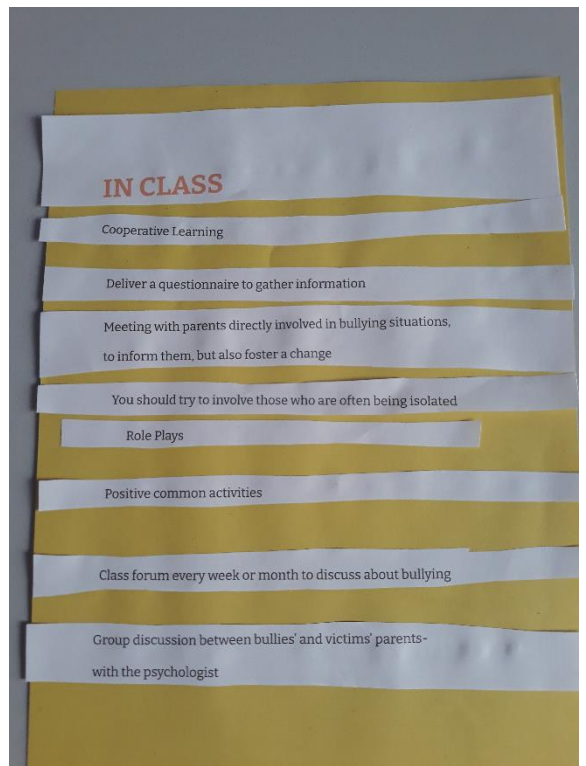 IN CLASS
Cooperative Learning
Deliver a questionnaire to gather information
Meeting with parents directly involved in bullying situations,
to inform them, but also foster a change
You should try to involve those who are often being isolated
Role Plays
Positive common activities
Class forum every week or month to discuss about bullying
Group discussion between bullies' and victims' parents-
with the psychologist